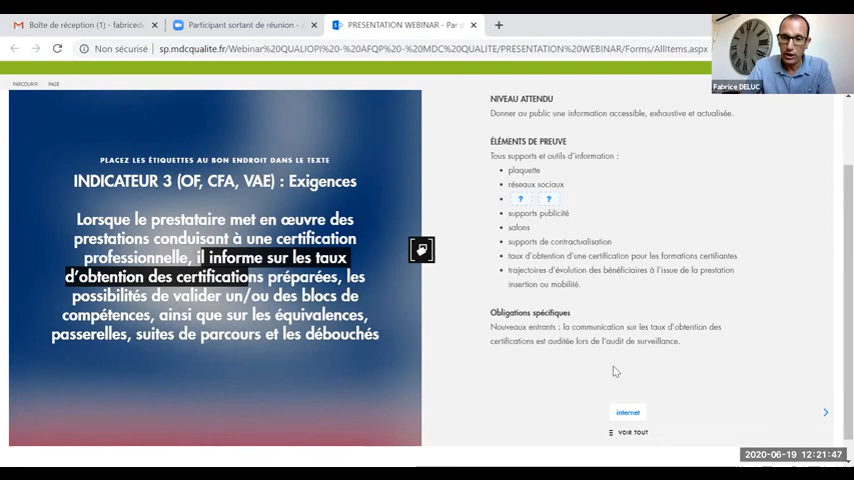 Boîte de réception (1) - fabriced
Participant sortant de réunion - Z
PRESENTATION WEBINAR - Par d
Non sécurisé
sp.mdcqualite.fr/Webinar%20QUALIOPI%20-%20AFQP%20-%20MDC%20QUALITE/PRESENTATION%20WEBINAR/Forms/AllItems.aspx
Fabrice DELUC
PARCOURIR PAGE
PLACEZ LES ÉTIQUETTES AU BON ENDROIT DANS LE TEXTE
INDICATEUR 3 (OF, CFA, VAE) : Exigences
Lorsque le prestataire met en œuvre des
prestations conduisant à une certification
professionnelle, il informe sur les taux
d'obtention des certifications préparées, les
possibilités de valider un/ou des blocs de
compétences, ainsi que sur les équivalences,
passerelles, suites de parcours et les débouchés
NIVEAU ATTENDU
Donner au public une information accessible, exhaustive et actualisée.
ÉLÉMENTS DE PREUVE
Tous supports et outils d'information :
• plaquette
• réseaux sociaux
• ? ?
• supports publicité
• salons
• supports de contractualisation
• taux d'obtention d'une certification pour les formations certifiantes
• trajectoires d'évolution des bénéficiaires à l'issue de la prestation
insertion ou mobilité.
Obligations spécifiques
Nouveaux entrants : la communication sur les taux d'obtention des
certifications est auditée lors de l'audit de surveillance.
internet
VOIR TOUT
2020-06-19 12:21:47